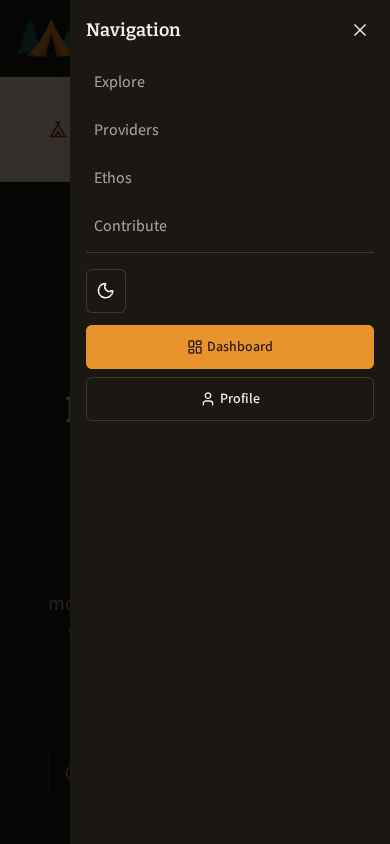 Navigation
Explore
Providers
Ethos
Contribute
Dashboard
Profile